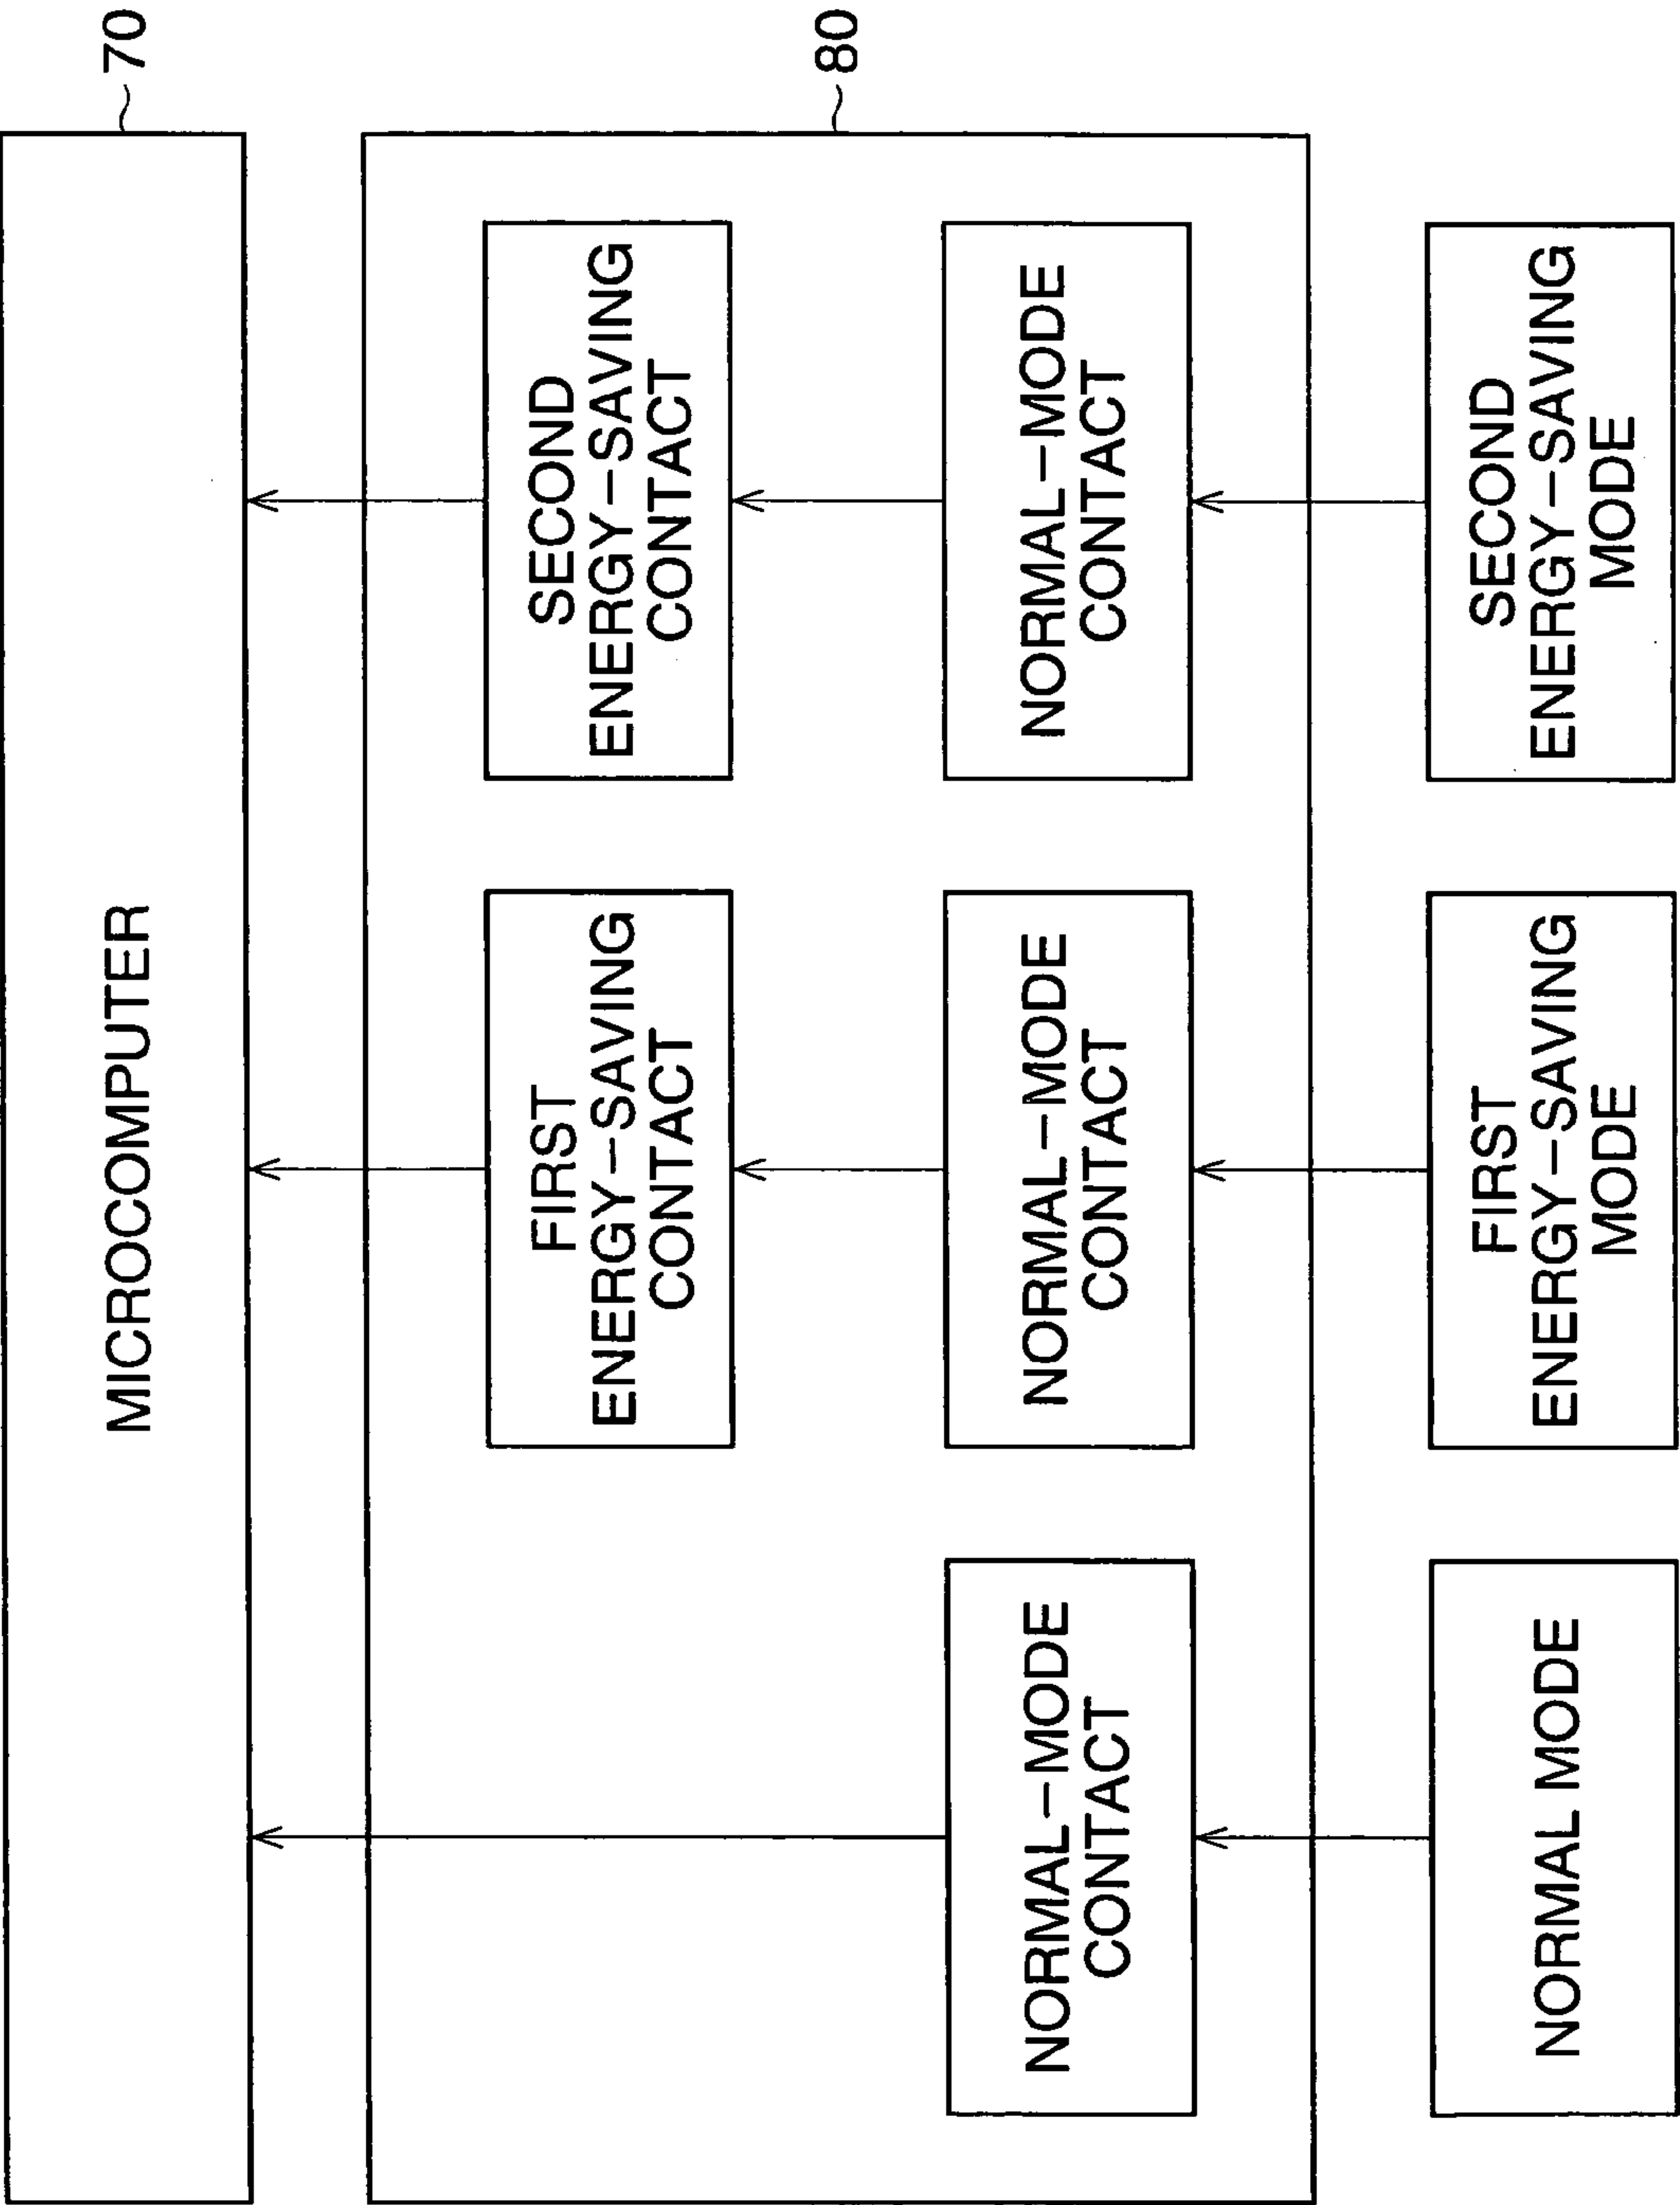 MICROCOMPUTER
70
80
FIRST
ENERGY-SAVING
CONTACT
SECOND
ENERGY-SAVING
CONTACT
NORMAL-MODE
CONTACT
NORMAL-MODE
CONTACT
NORMAL-MODE
CONTACT
NORMAL MODE
FIRST
ENERGY-SAVING
MODE
SECOND
ENERGY-SAVING
MODE